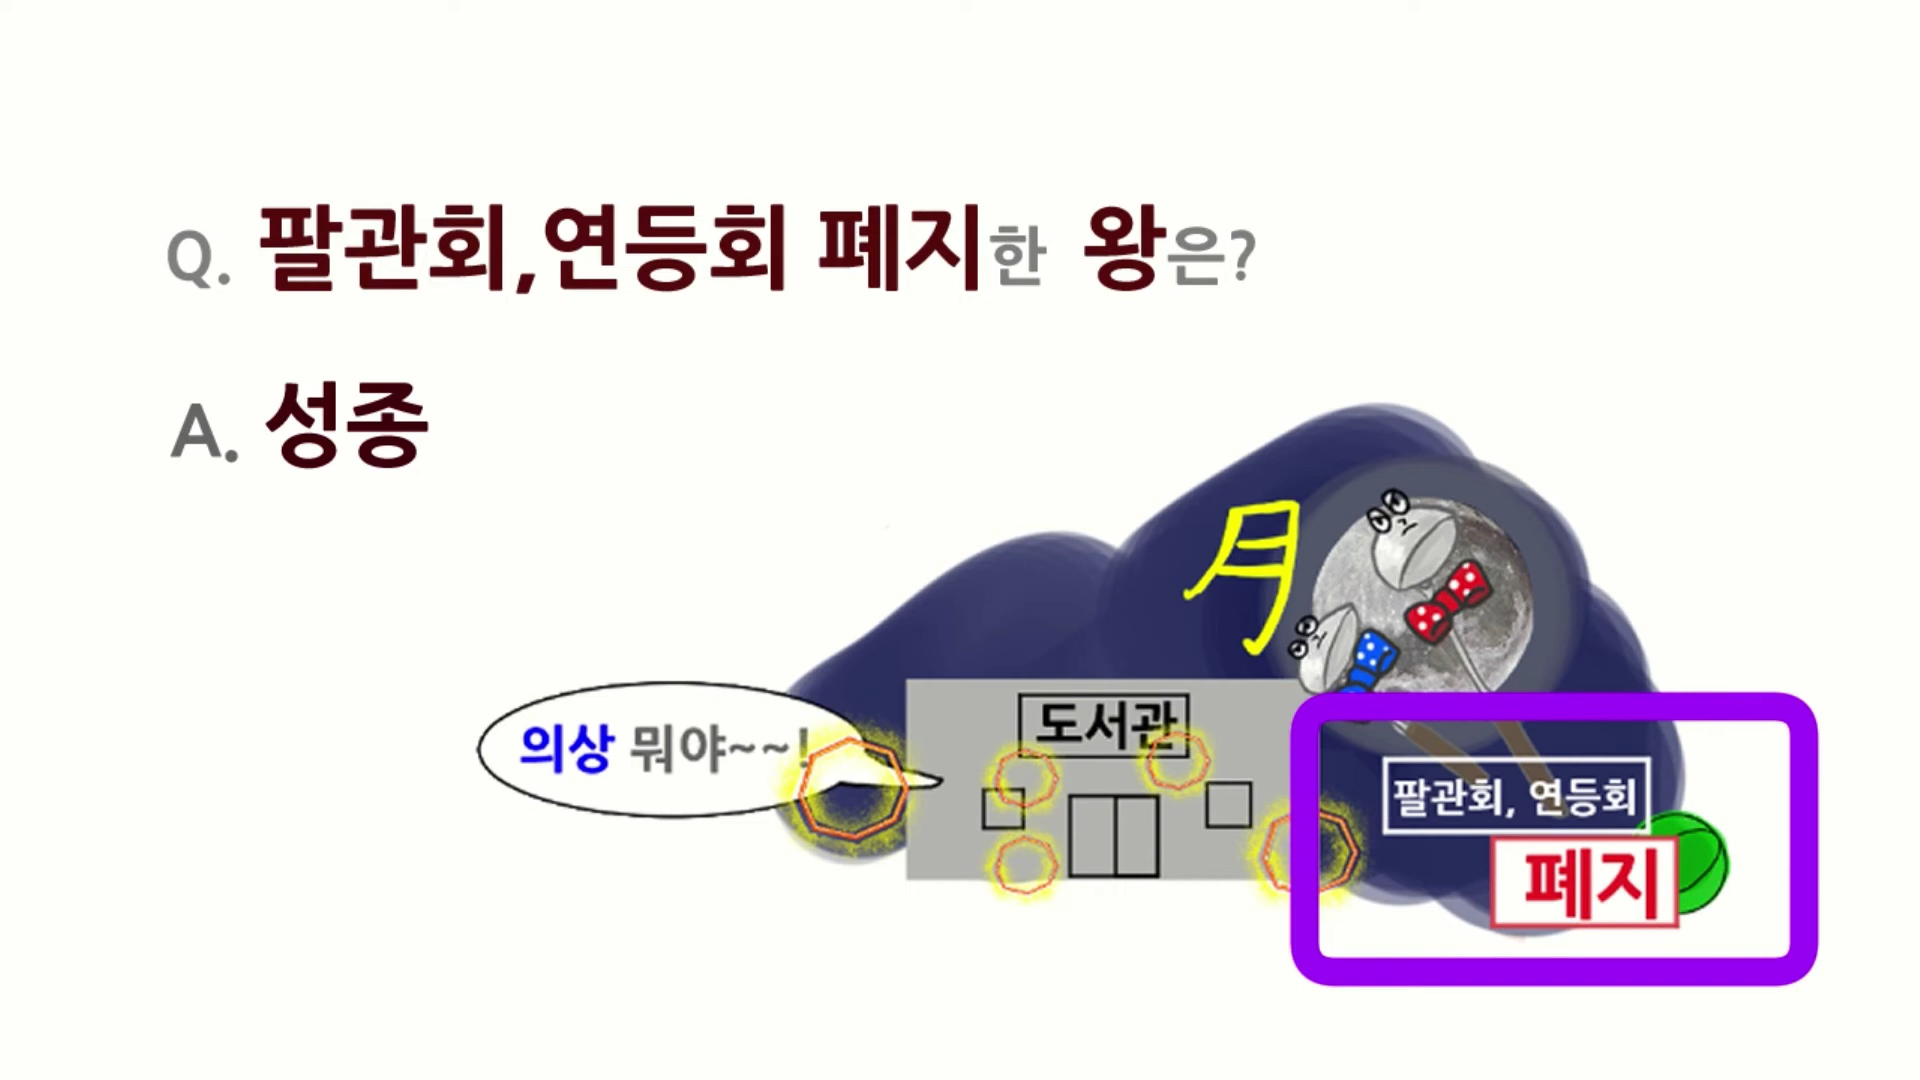 Q. 팔관회,연등회 폐지한 왕은?
A. 성종
月
의상 뭐야~~!
도서관
팔관회, 연등회
폐지